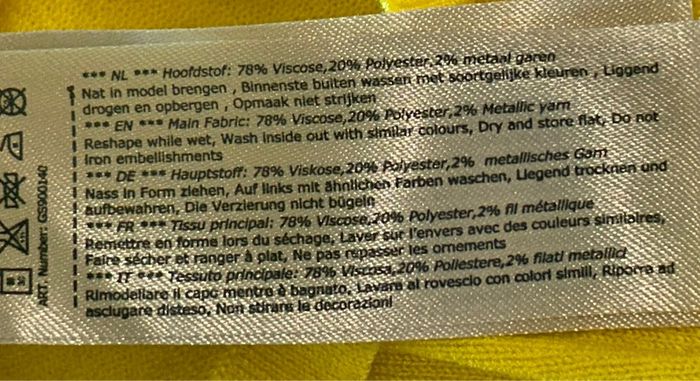 *** NL *** Hoofdstof: 78% Viscose,20% Polyester,2% metaal garen
Nat in model brengen , Binnenste buiten wassen met soortgelijke kleuren , Liggend
drogen en opbergen , Opmaak niet strijken
*** EN *** Main Fabric: 78% Viscose,20% Polyester,2% Metallic yarn
Reshape while wet, Wash inside out with similar colours, Dry and store flat, Do not
iron embellishments
*** DE *** Hauptstoff: 78% Viskose,20% Polyester,2% metallisches Garn
Nass in Form ziehen, Auf links mit ähnlichen Farben waschen, Liegend trocknen und
aufbewahren, Die Verzierung nicht bügeln
*** FR *** Tissu principal: 78% Viscose,20% Polyester,2% fil métallique
Remettre en forme lors du séchage, Laver sur l'envers avec des couleurs similaires,
Faire sécher et ranger à plat, Ne pas repasser les ornements
*** IT *** Tessuto principale: 78% Viscosa,20% Poliestere,2% filati metallici
Rimodellare il capo mentre è bagnato, Lavare al rovescio con colori simili, Riporre ad
asciugare disteso, Non stirare le decorazioni
ART. Number: GS900140